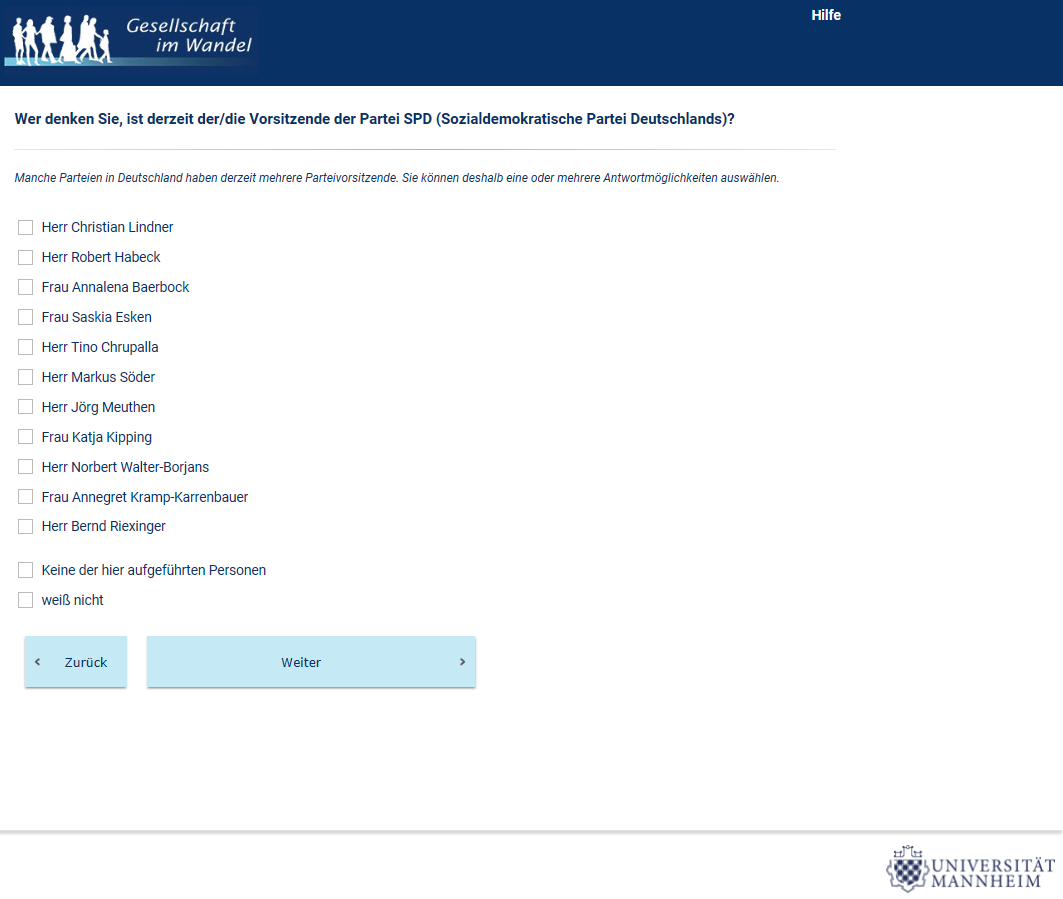 Gesellschaft
im Wandel
Hilfe
Wer denken Sie, ist derzeit der/die Vorsitzende der Partei SPD (Sozialdemokratische Partei Deutschlands)?
Manche Parteien in Deutschland haben derzeit mehrere Parteivorsitzende. Sie können deshalb eine oder mehrere Antwortmöglichkeiten auswählen.
Herr Christian Lindner
Herr Robert Habeck
Frau Annalena Baerbock
Frau Saskia Esken
Herr Tino Chrupalla
Herr Markus Söder
Herr Jörg Meuthen
Frau Katja Kipping
Herr Norbert Walter-Borjans
Frau Annegret Kramp-Karrenbauer
Herr Bernd Riexinger
Keine der hier aufgeführten Personen
weiß nicht
Zurück
Weiter
UNIVERSITÄT
MANNHEIM